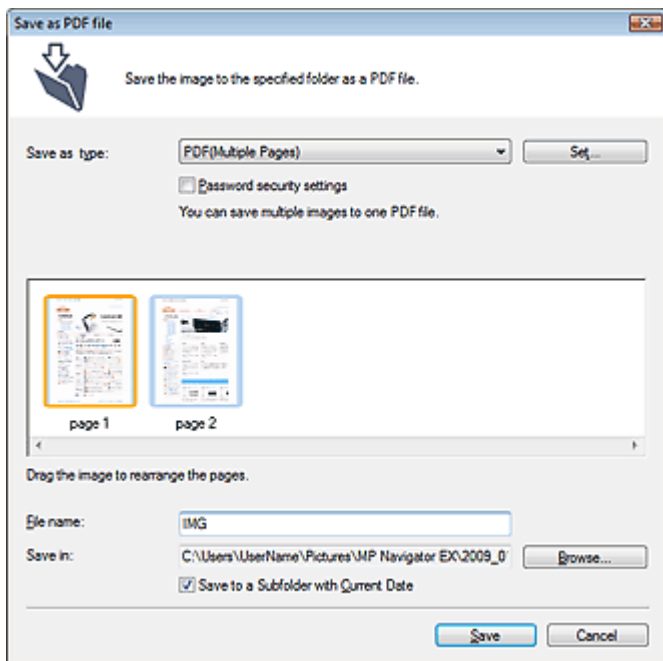 Save as PDF file
Save the image to the specified folder as a PDF file.
Save as type: PDF(Multiple Pages) Set...
Password security settings
You can save multiple images to one PDF file.
page 1 page 2
Drag the image to rearrange the pages.
File name: IMG
Save in: C:\Users\UserName\Pictures\MP Navigator EX\2009_0 Browse...
Save to a Subfolder with Current Date
Save Cancel